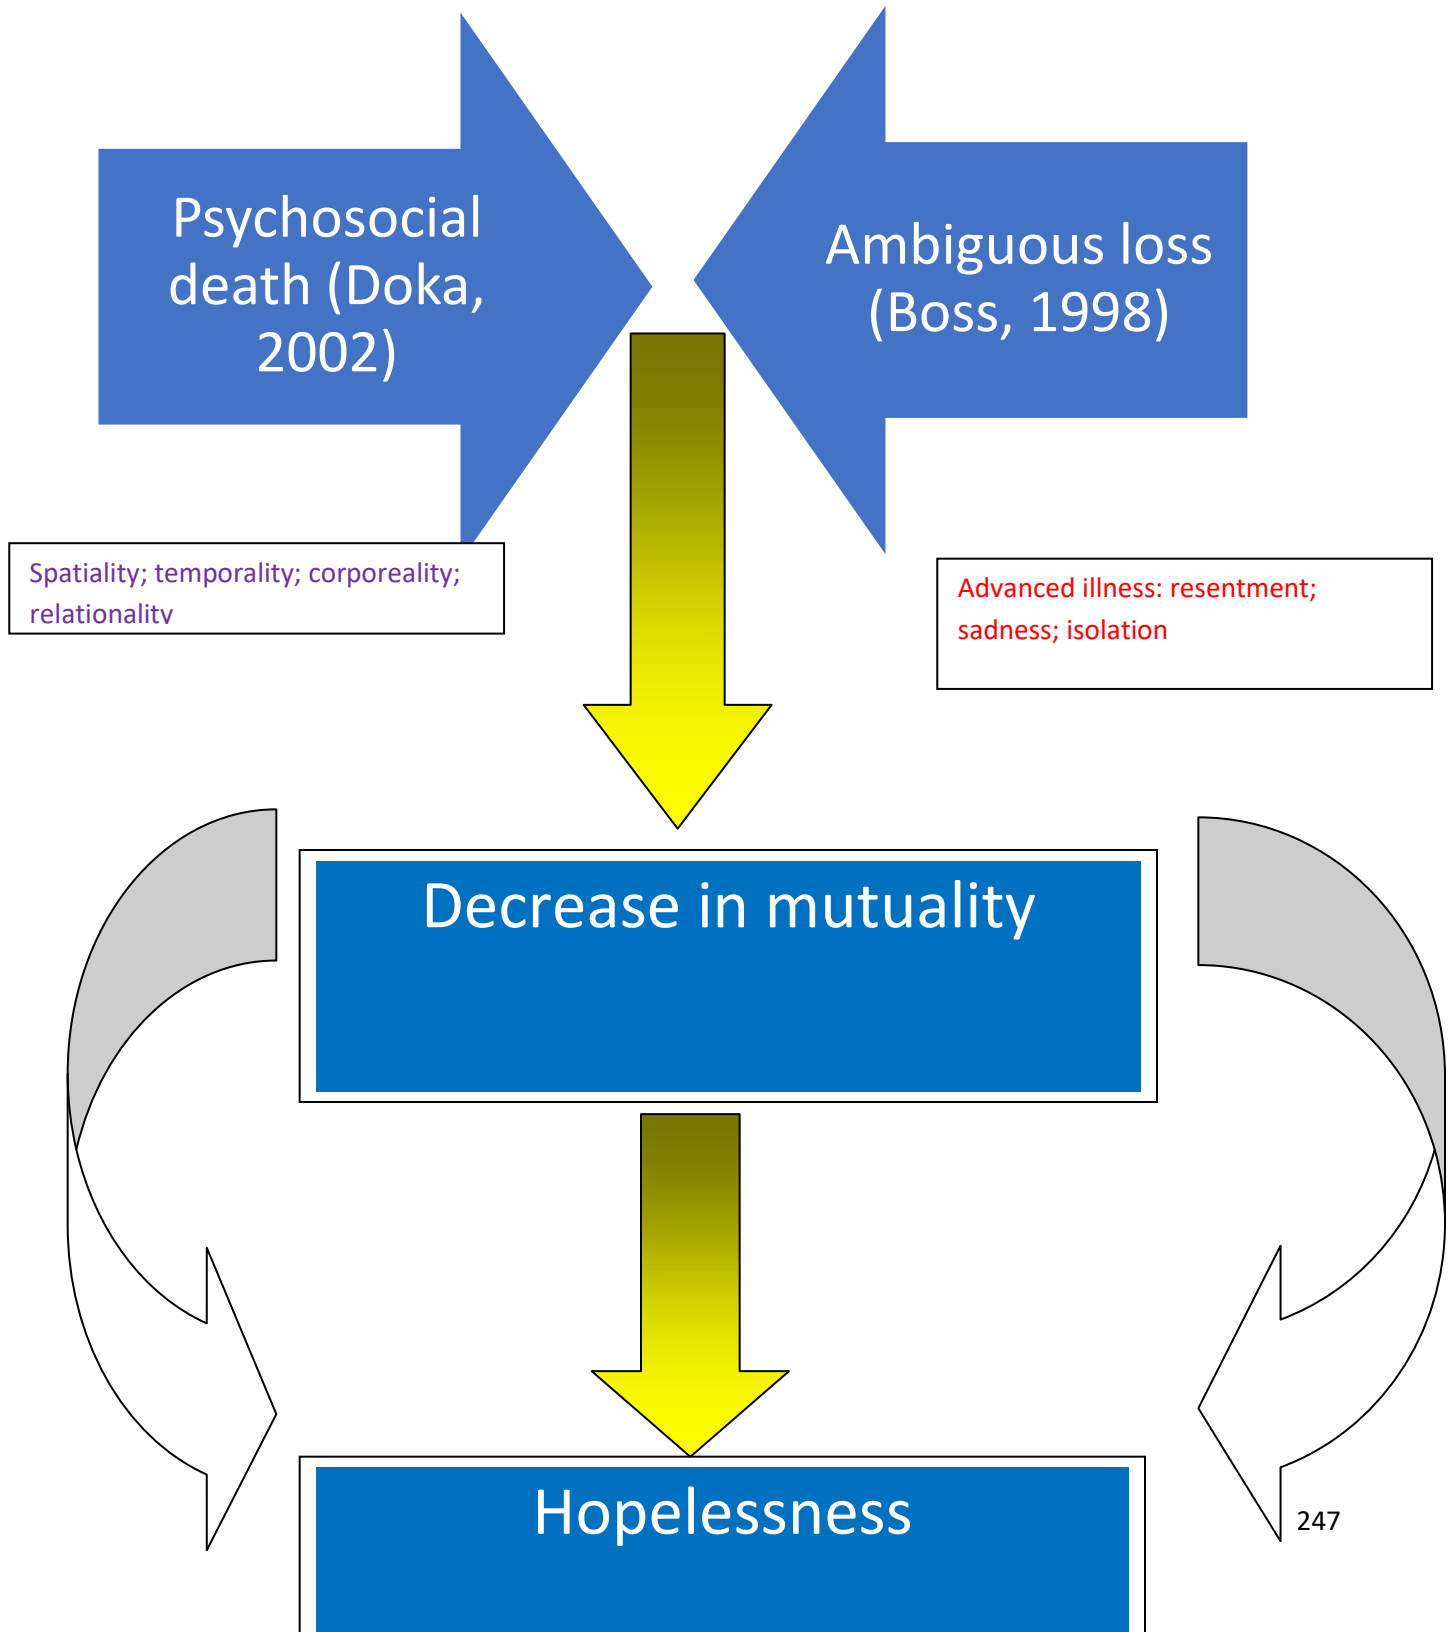 Psychosocial
death (Doka,
2002)
Ambiguous loss
(Boss, 1998)
Spatiality; temporality; corporeality;
relationality
Advanced illness: resentment;
sadness; isolation
Decrease in mutuality
Hopelessness
247